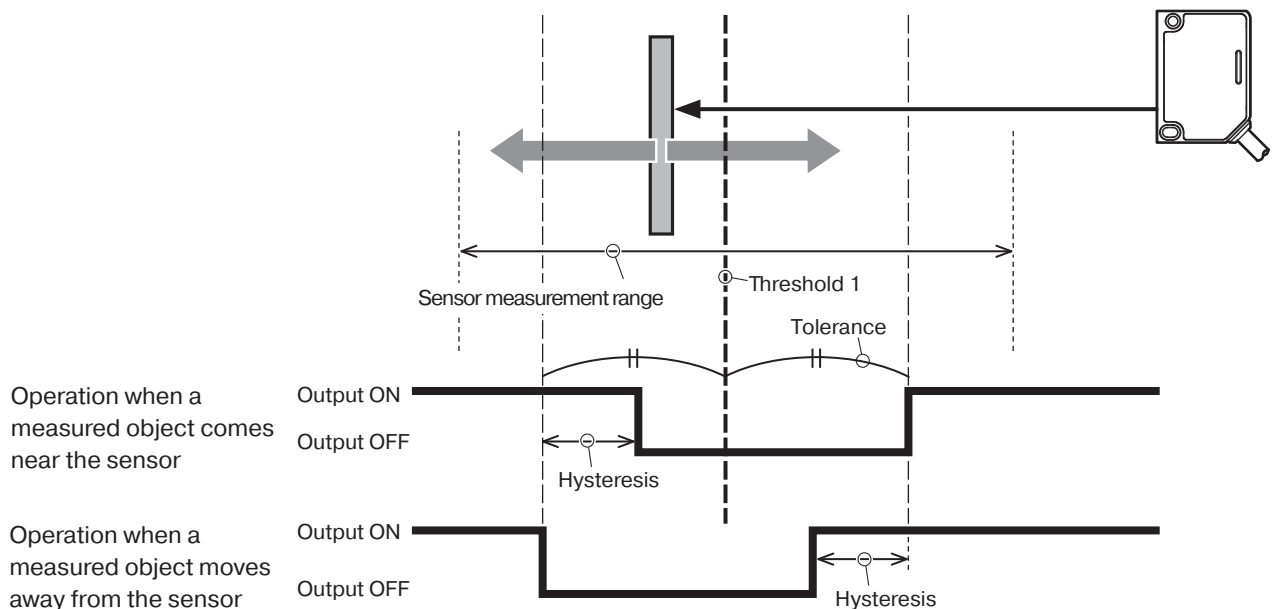 Sensor measurement range
Threshold 1
Tolerance
Operation when a
measured object comes
near the sensor
Output ON
Output OFF
Hysteresis
Operation when a
measured object moves
away from the sensor
Output ON
Output OFF
Hysteresis